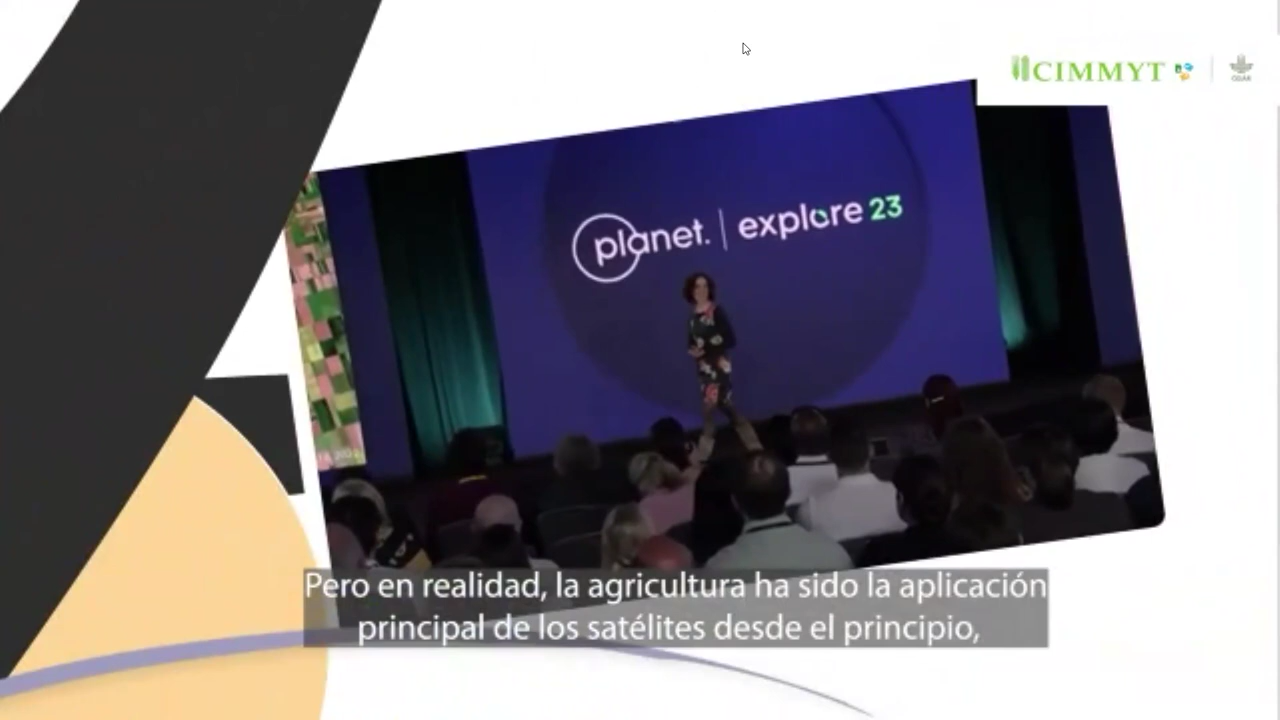 CIMMYT
CGIAR
planet. | explore 23
Pero en realidad, la agricultura ha sido la aplicación
principal de los satélites desde el principio,